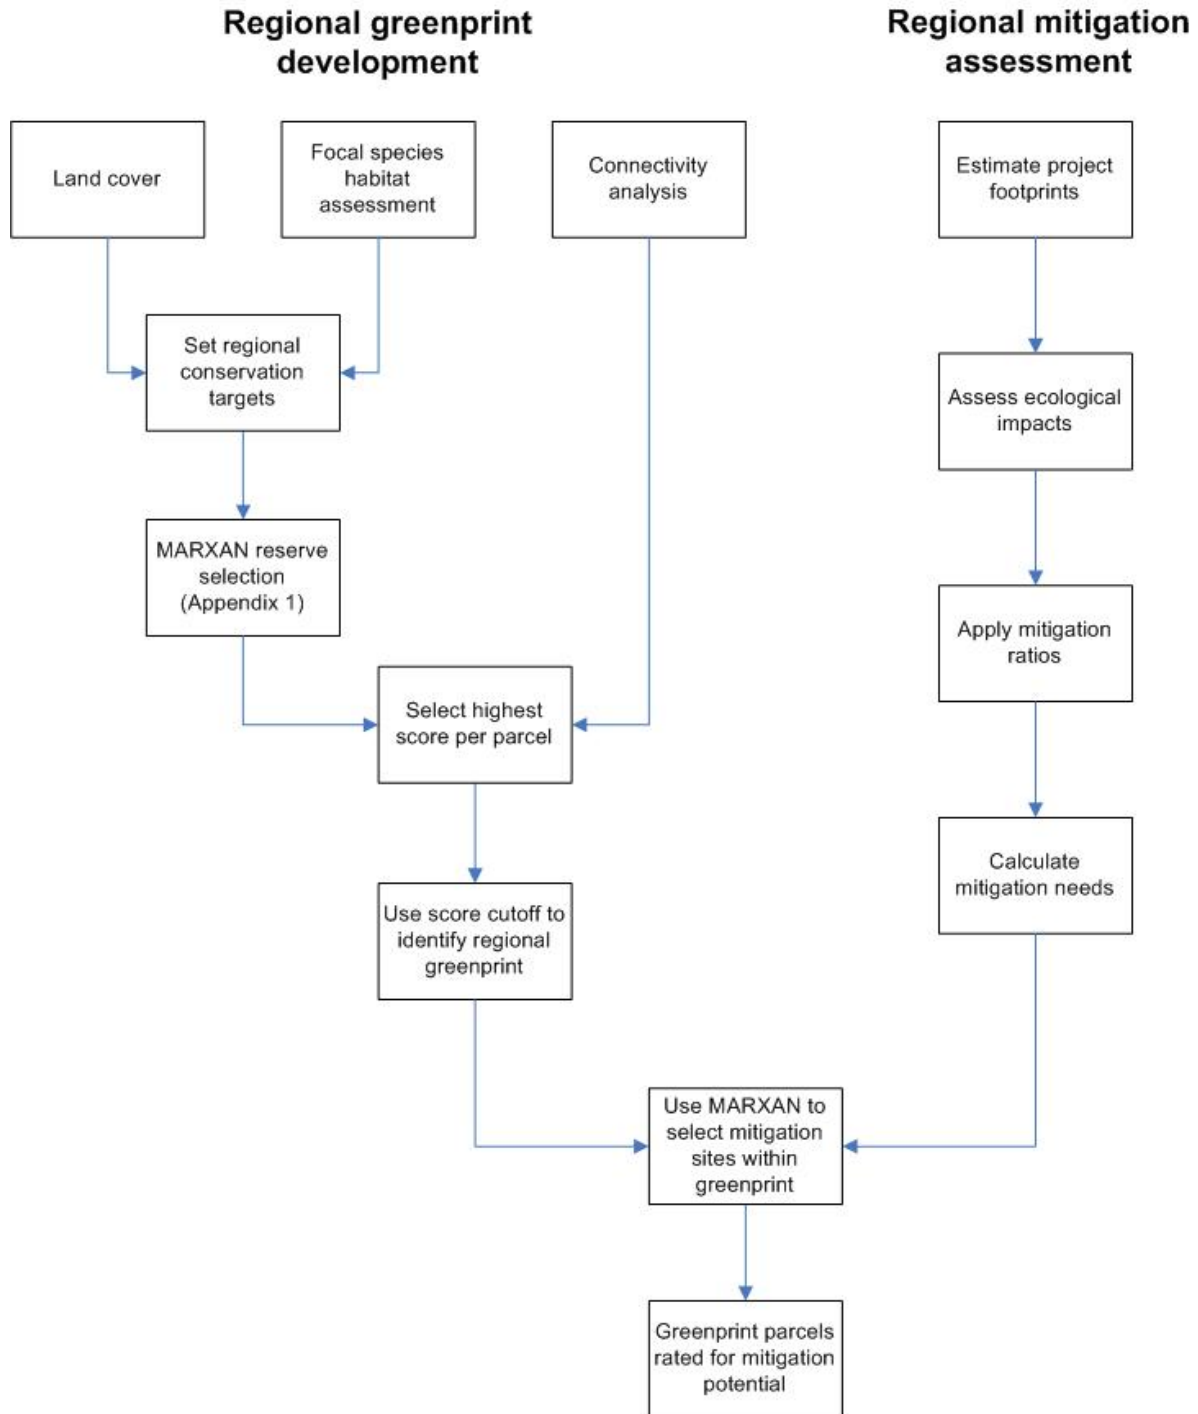 Regional greenprint
development
Regional mitigation
assessment
Land cover
Focal species
habitat
assessment
Connectivity
analysis
Estimate project
footprints
Set regional
conservation
targets
Assess ecological
impacts
MARXAN reserve
selection
(Appendix 1)
Apply mitigation
ratios
Select highest
score per parcel
Calculate
mitigation needs
Use score cutoff to
identify regional
greenprint
Use MARXAN to
select mitigation
sites within
greenprint
Greenprint parcels
rated for mitigation
potential